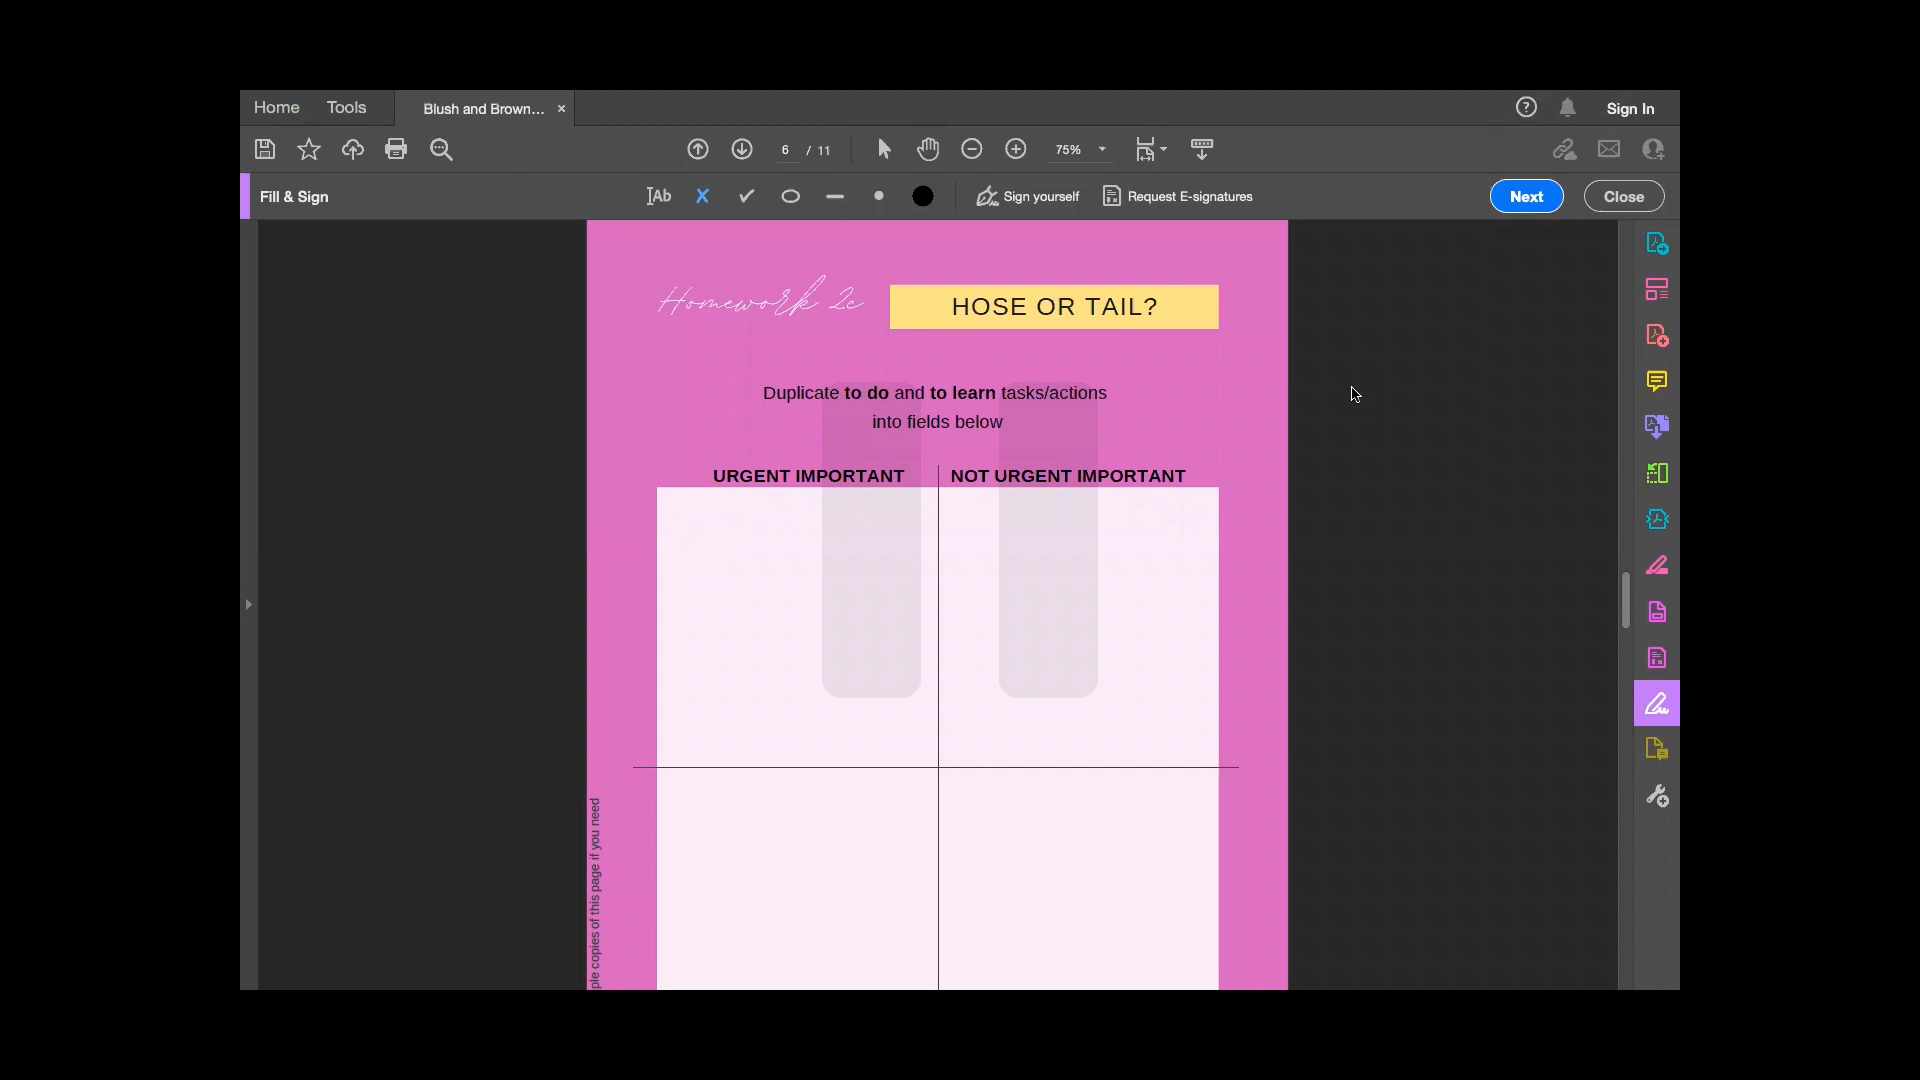 Home Tools Blush and Brown... ×
? Sign In
6 / 11 75%
Fill & Sign
Ab Sign yourself Request E-signatures Next Close
Homework 2c
HOSE OR TAIL?
Duplicate to do and to learn tasks/actions
into fields below
URGENT IMPORTANT NOT URGENT IMPORTANT
copies of this page if you need